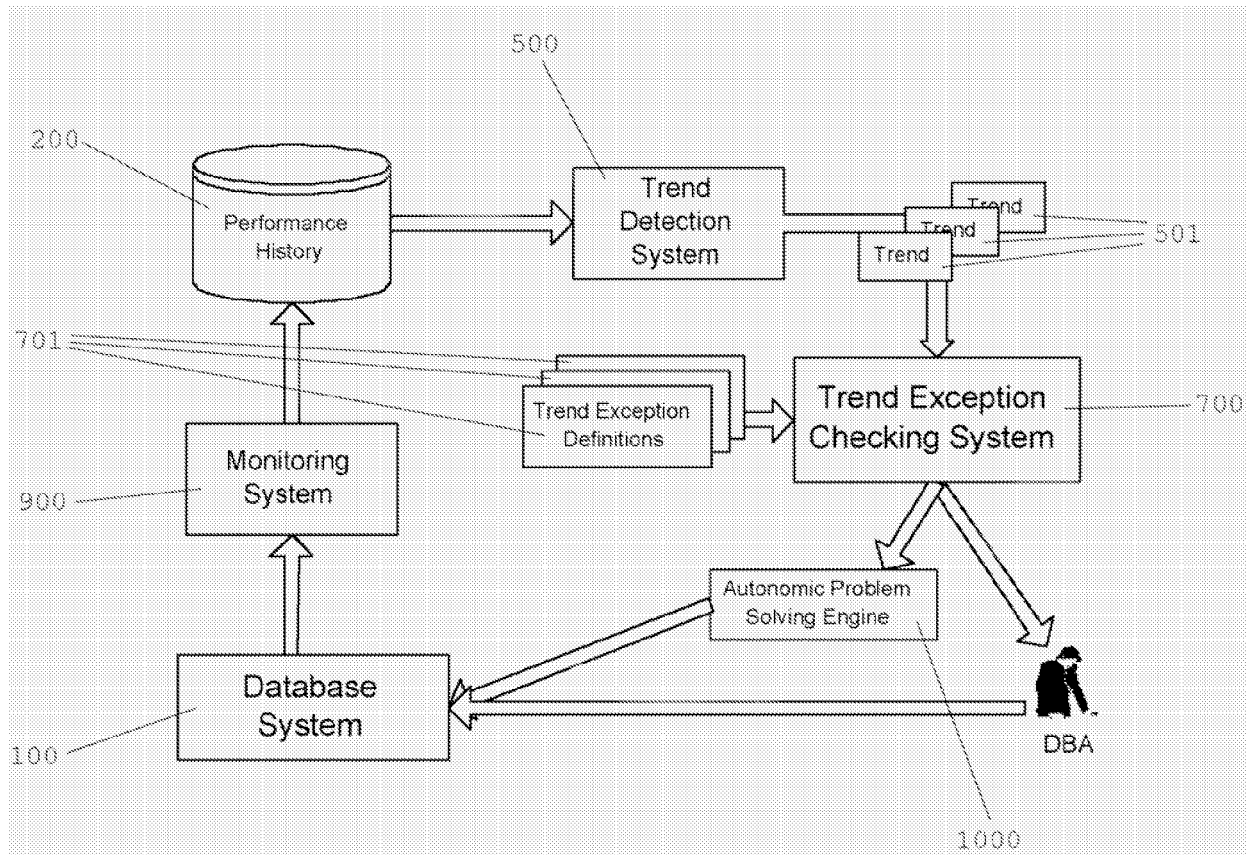 500
200
Performance
History
Trend
Detection
System
Trend
Trend
Trend
501
701
Trend Exception
Definitions
Trend Exception
Checking System
700
Monitoring
System
900
Autonomic Problem
Solving Engine
Database
System
DBA
100
1000